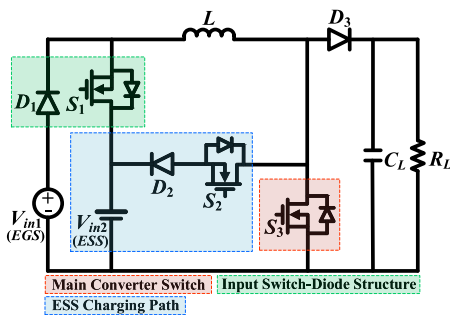 L
D3
D1
S1
D2
S2
S3
CL
RL
Vin1
(EGS)
Vin2
(ESS)
Main Converter Switch
Input Switch-Diode Structure
ESS Charging Path